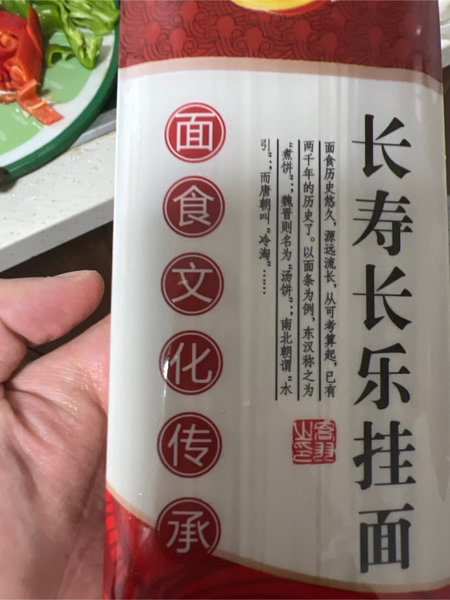 长寿长乐挂面
面食历史悠久，源远流长，从可考算起，已有
两千年的历史了。以面条为例，东汉称之为
“煮饼”；魏晋则名为“汤饼”；南北朝谓“水
引”；而唐朝叫“冷淘”……
面食文化传承